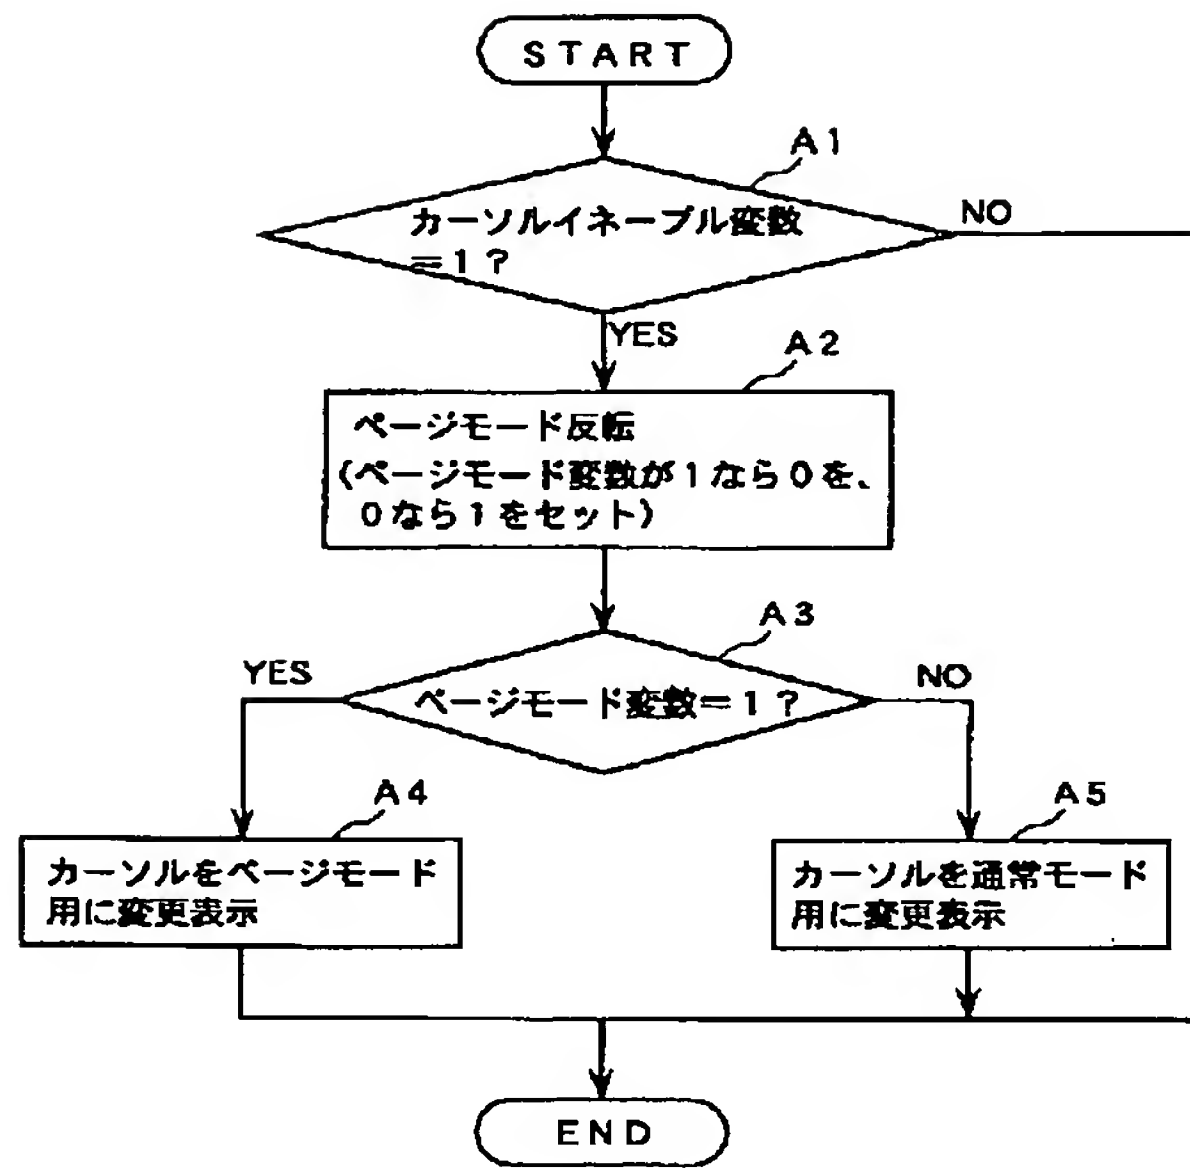 START
A1
カーソルイネーブル変数
=1?
NO
YES
A2
ページモード反転
(ページモード変数が1なら0を、
0なら1をセット)
A3
YES
ページモード変数=1?
NO
A4
カーソルをページモード
用に変更表示
A5
カーソルを通常モード
用に変更表示
END